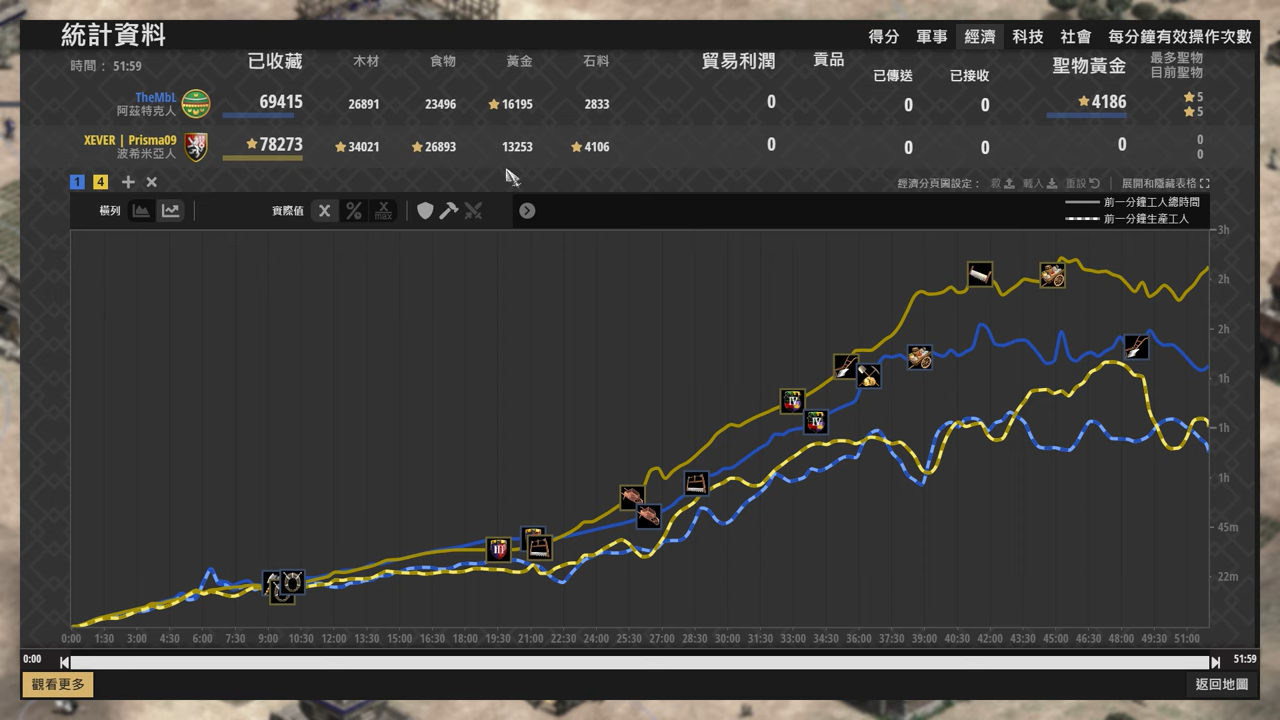 統計資料
得分 軍事 經濟 科技 社會 每分鐘有效操作次數
時間： 51:59 已收藏 木材 食物 黃金 石料 貿易利潤 貢品 已傳送 已接收 聖物黃金 最多聖物
目前聖物
TheMbL 69415 26891 23496 16195 2833 0 0 0 4186 5
阿茲特克人 5
XEVER | Prisma09 78273 34021 26893 13253 4106 0 0 0 0 0
波希米亞人 0
1 4 經濟分頁圖設定： 載入 重設 展開和隱藏表格
橫列 實際值 X % X max 前一分鐘工人總時間
前一分鐘生產工人
3h
2h
2h
1h
1h
1h
45m
22m
0:00 1:30 3:00 4:30 6:00 7:30 9:00 10:30 12:00 13:30 15:00 16:30 18:00 19:30 21:00 22:30 24:00 25:30 27:00 28:30 30:00 31:30 33:00 34:30 36:00 37:30 39:00 40:30 42:00 43:30 45:00 46:30 48:00 49:30 51:00
0:00 51:59
觀看更多 返回地圖